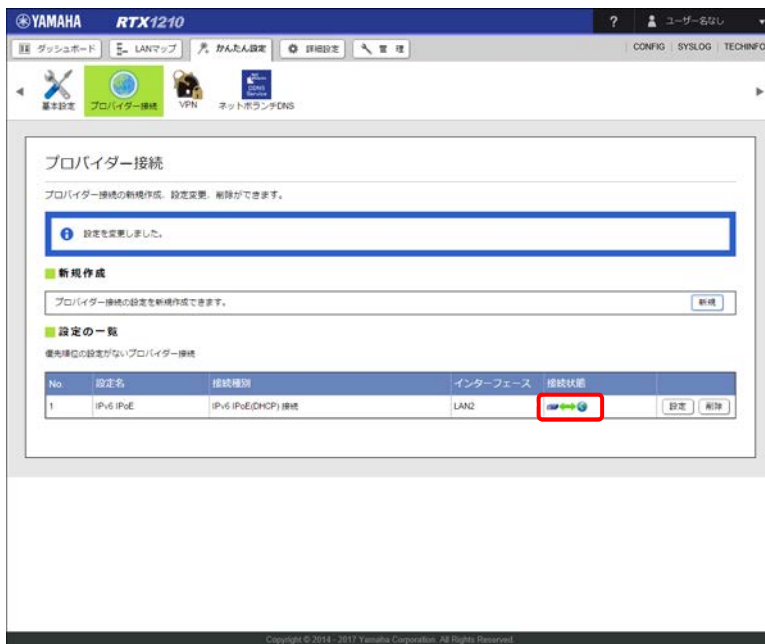 YAMAHA RTX1210 ? ユーザー名なし
ダッシュボード LANマップ かんたん設定 詳細設定 管理 CONFIG SYSLOG TECHINFO
基本設定 プロバイダー接続 VPN ネットボランチDNS
プロバイダー接続
プロバイダー接続の新規作成、設定変更、削除ができます。
設定を変更しました。
新規作成
プロバイダー接続の設定を新規作成できます。 新規
設定の一覧
優先順位の設定がないプロバイダー接続
No. 設定名 接続種別 インターフェース 接続状態
1 IPv6 IPoE IPv6 IPoE(DHCP) 接続 LAN2 設定 削除
Copyright © 2014 - 2017 Yamaha Corporation. All Rights Reserved.